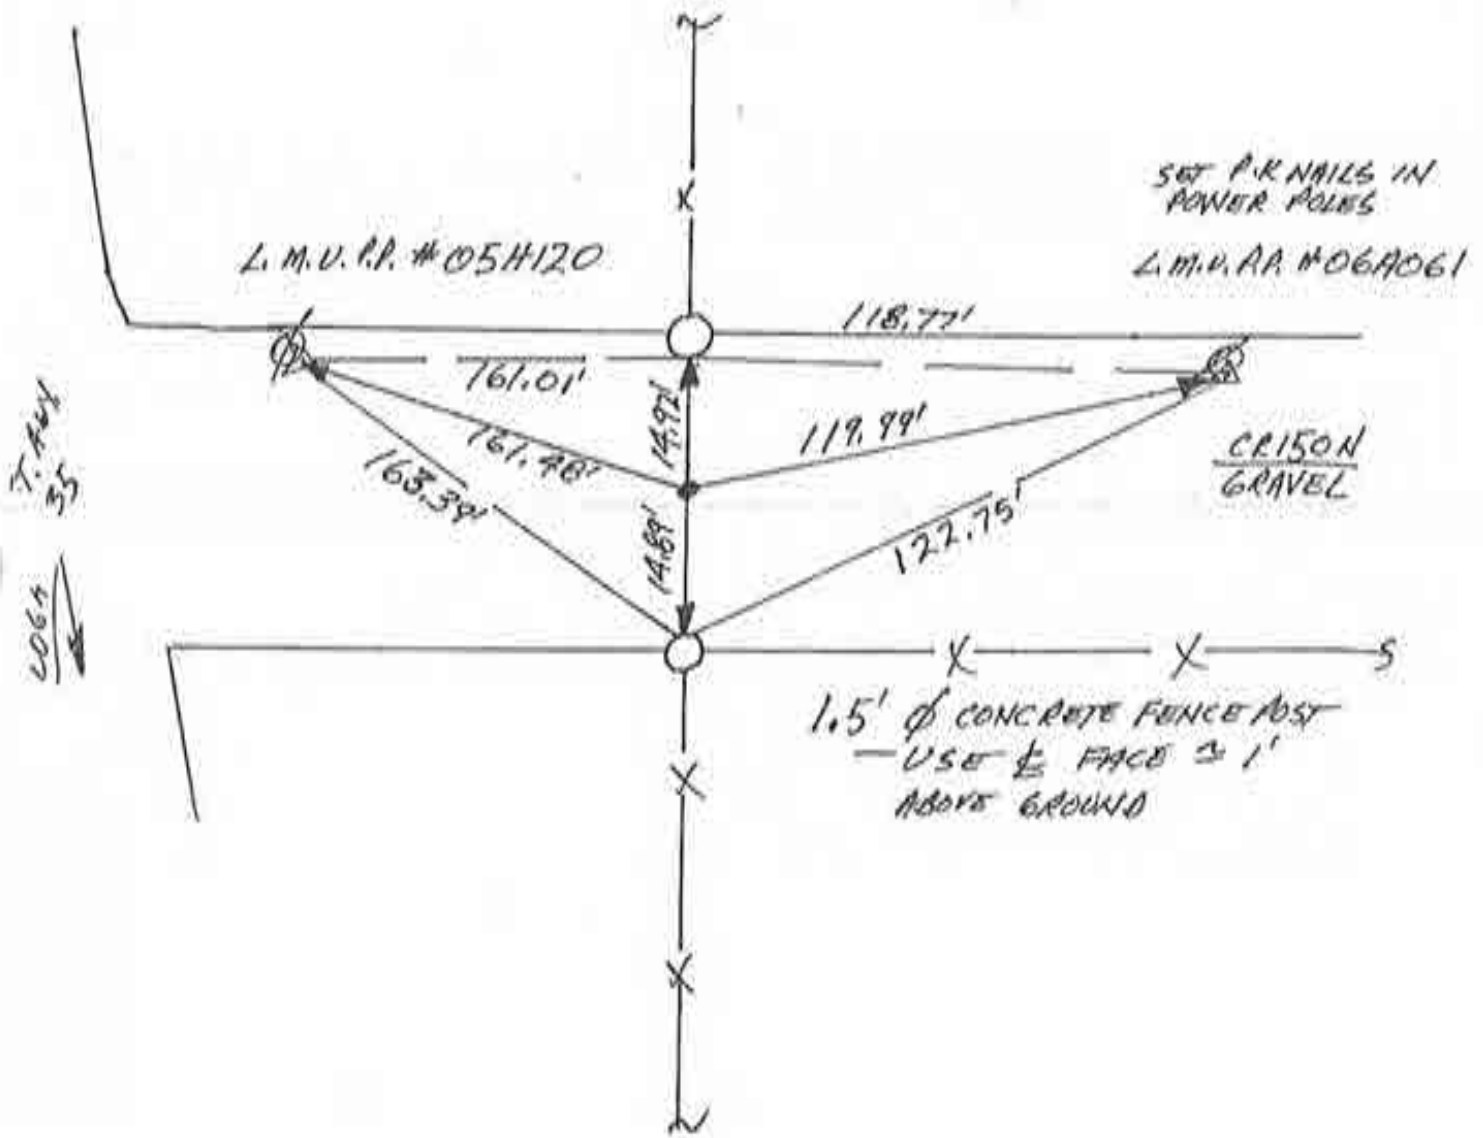 SET P.K NAILS IN
POWER POLES
L.M.U. P.P. # 05H120
L.M.U. P.P. # 06A061
118.77'
161.01'
14.92'
161.48'
119.99'
163.39'
CR150N
GRAVEL
14.89'
122.75'
35
X
X
X
1.5' ϕ CONCRETE FENCE POST
— USE ℄ FACE ≃ 1'
ABOVE GROUND
X
X